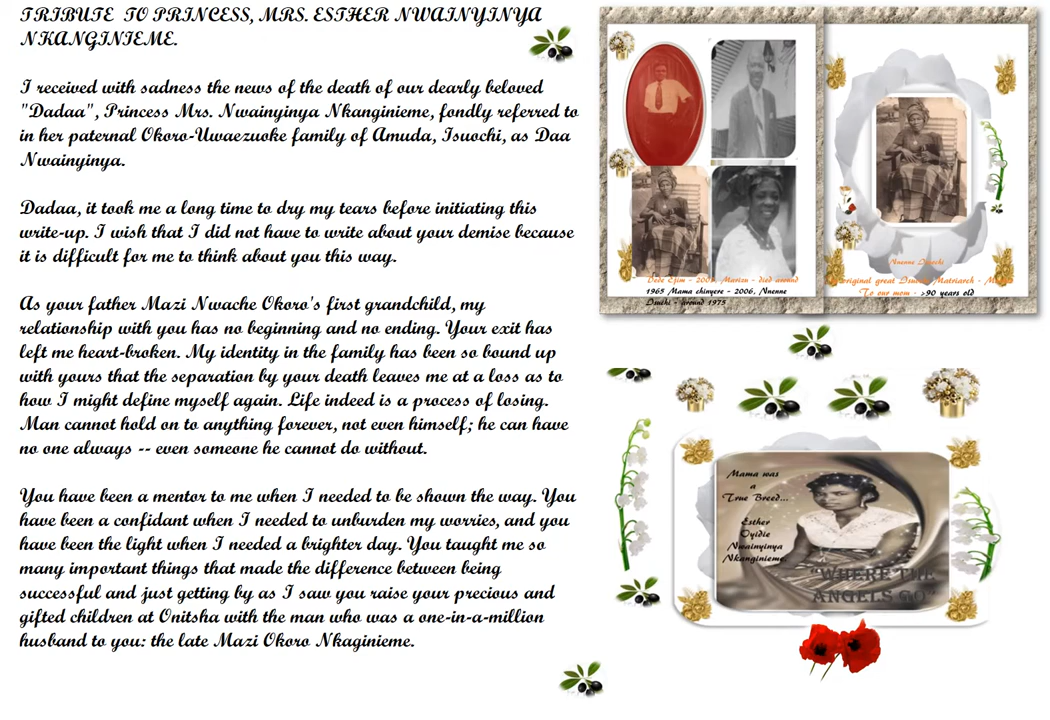 TRIBUTE TO PRINCESS, MRS. ESTHER NWAINYINYA
NKANGINIEME.
I received with sadness the news of the death of our dearly beloved
"Dadaa", Princess Mrs. Nwainyinya Nkanginieme, fondly referred to
in her paternal Okoro-Uwaezuoke family of Amuda, Isuochi, as Daa
Nwainyinya.
Dadaa, it took me a long time to dry my tears before initiating this
write-up. I wish that I did not have to write about your demise because
it is difficult for me to think about you this way.
As your father Mazi Nwache Okoro's first grandchild, my
relationship with you has no beginning and no ending. Your exit has
left me heart-broken. My identity in the family has been so bound up
with yours that the separation by your death leaves me at a loss as to
how I might define myself again. Life indeed is a process of losing.
Man cannot hold on to anything forever, not even himself; he can have
no one always -- even someone he cannot do without.
You have been a mentor to me when I needed to be shown the way. You
have been a confidant when I needed to unburden my worries, and you
have been the light when I needed a brighter day. You taught me so
many important things that made the difference between being
successful and just getting by as I saw you raise your precious and
gifted children at Onitsha with the man who was a one-in-a-million
husband to you: the late Mazi Okoro Nkaginieme.
Dede Ejim - died around
1965 Mama chinyere - 2006, Nnenne
Isuchi - around 1975
Nnenne Isuochi
original great Matriarch -
To our mom - >90 years old
Mama was
a
True Breed...
Esther
Oyidie
Nwainyinya
Nkanginieme.
"WHERE THE
ANGELS GO"